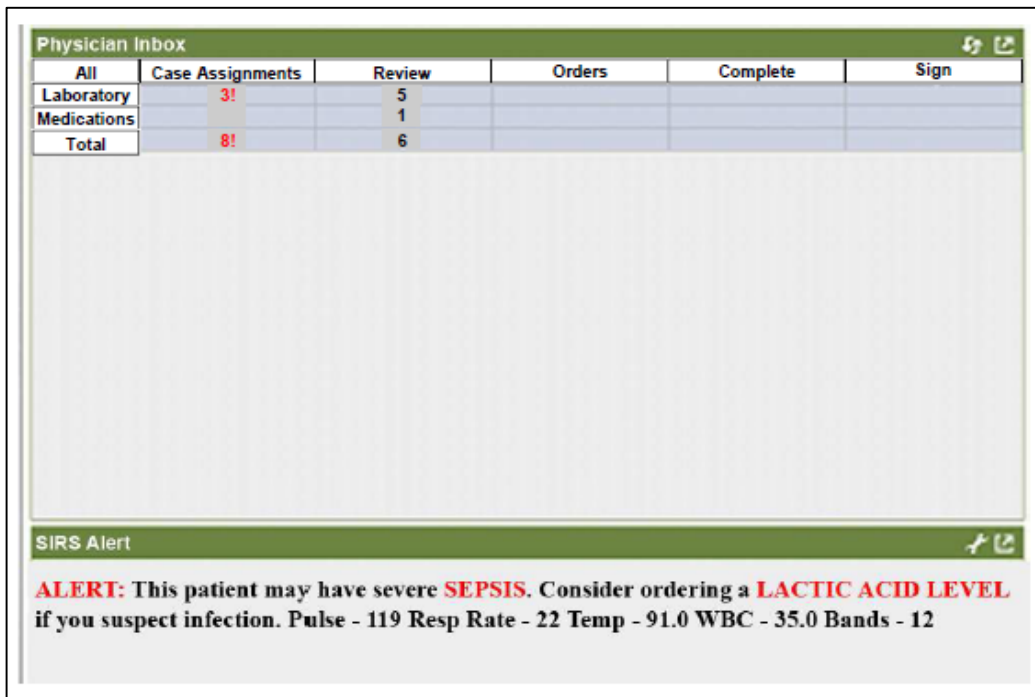 Physician Inbox
All Case Assignments Review Orders Complete Sign
Laboratory 3! 5
Medications 1
Total 8! 6
SIRS Alert
ALERT: This patient may have severe SEPSIS. Consider ordering a LACTIC ACID LEVEL
if you suspect infection. Pulse - 119 Resp Rate - 22 Temp - 91.0 WBC - 35.0 Bands - 12